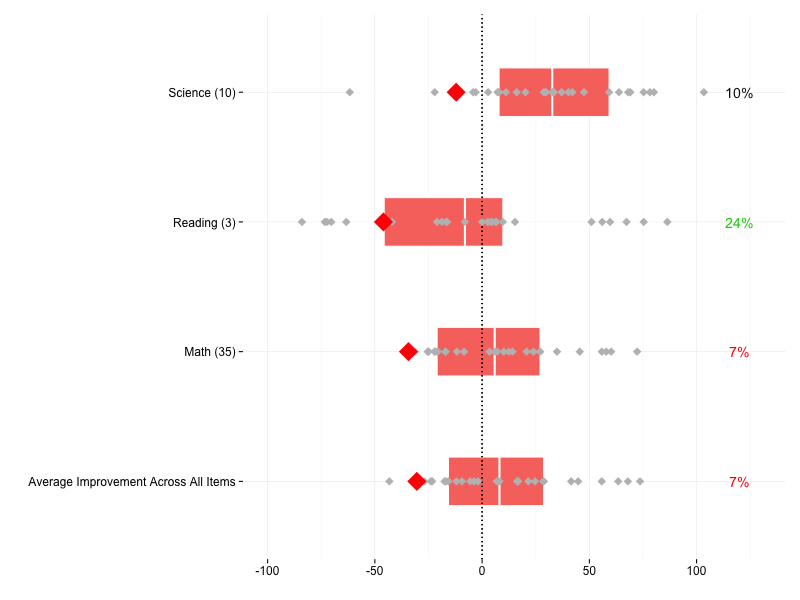 Science (10)
10%
Reading (3)
24%
Math (35)
7%
Average Improvement Across All Items
7%
-100 -50 0 50 100